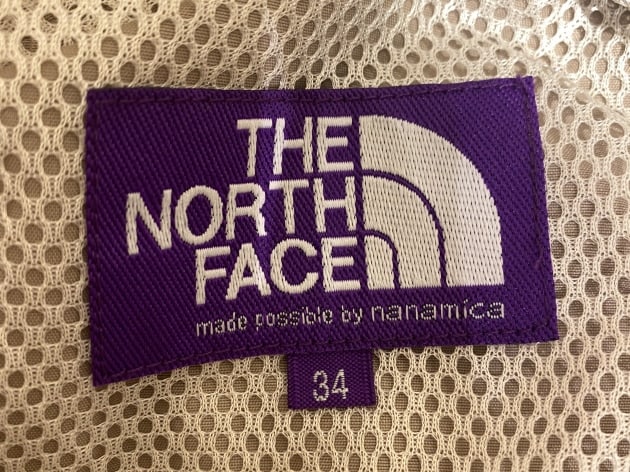 THE
NORTH
FACE
made possible by nanamica
34